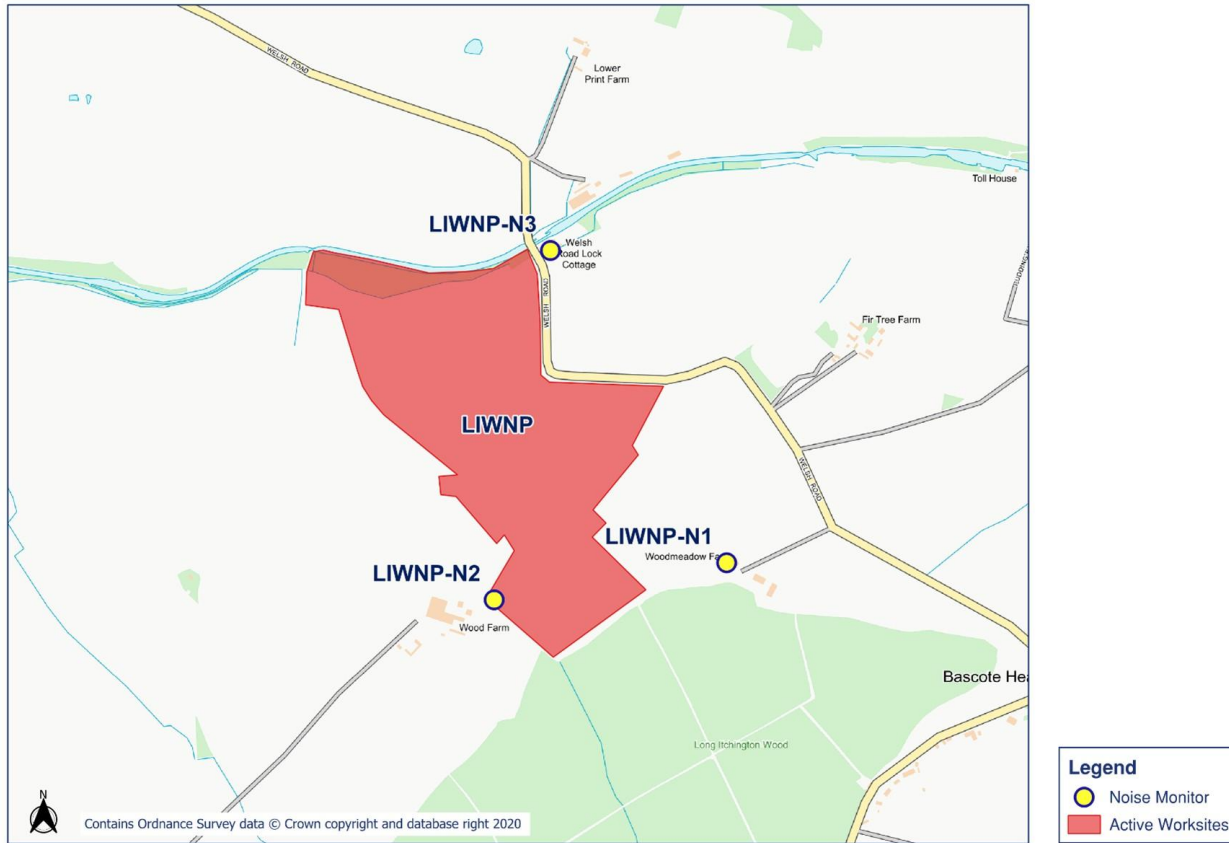 WELSH ROAD
Lower
Print Farm
Toll House
LIWNP-N3
Welsh
oad Lock
Cottage
WELSH ROAD
Fir Tree Farm
LIWNP
WELSH ROAD
LIWNP-N1
Woodmeadow Fa
LIWNP-N2
Wood Farm
Bascote Hea
Long Itchington Wood
N
Contains Ordnance Survey data © Crown copyright and database right 2020
Legend
Noise Monitor
Active Worksites